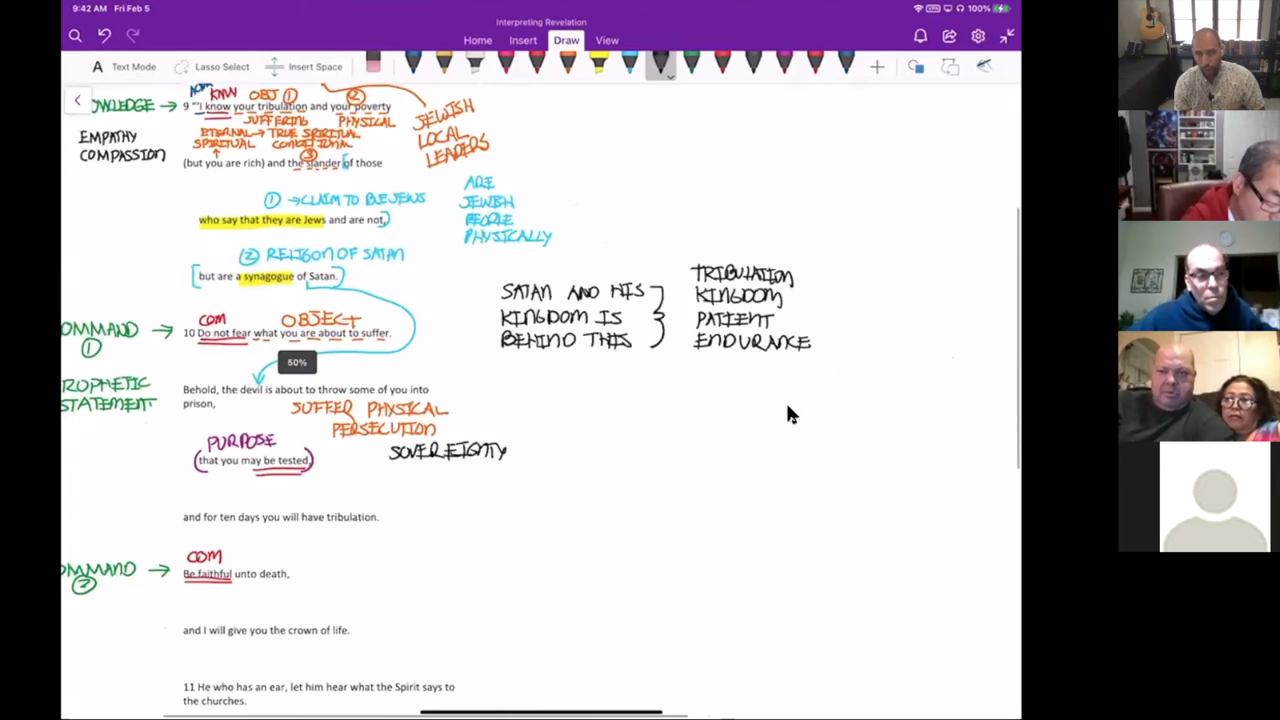 9:42 AM Fri Feb 5
100%
Interpreting Revelation
Home Insert Draw View
Text Mode Lasso Select Insert Space
KNOW OBJ ① ②
OWLEDGE → 9 "'I know your tribulation and your poverty
SUFFERING PHYSICAL
JEWISH
LOCAL
LEADERS
EMPATHY
COMPASSION
ETERNAL → TRUE SPIRITUAL
SPIRITUAL CONDITIONAL
③
(but you are rich) and the slander of those
① → CLAIM TO BE JEWS
ARE
JEWISH
PEOPLE
PHYSICALLY
who say that they are Jews and are not,
② RELIGION OF SATAN
but are a synagogue of Satan.
SATAN AND HIS
KINGDOM IS
BEHIND THIS
TRIBULATION
KINGDOM
PATIENT
ENDURANCE
COM OBJECT
OMMAND →
①
10 Do not fear what you are about to suffer.
50%
ROPHETIC
STATEMENT
Behold, the devil is about to throw some of you into
prison,
SUFFER PHYSICAL
PERSECUTION
PURPOSE
SOVEREIGNTY
(that you may be tested,)
and for ten days you will have tribulation.
COM
OMMAND →
②
Be faithful unto death,
and I will give you the crown of life.
11 He who has an ear, let him hear what the Spirit says to
the churches.